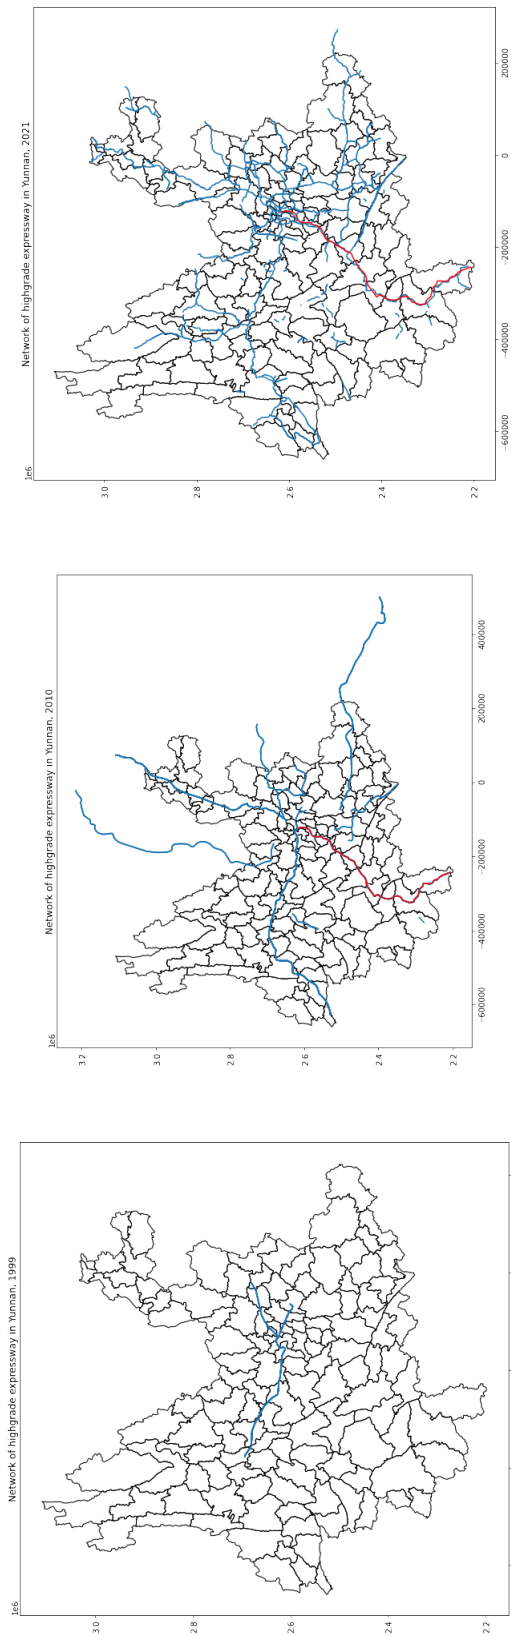 Network of highgrade expressway in Yunnan, 1999
1e6
3.0
2.8
2.6
2.4
2.2
Network of highgrade expressway in Yunnan, 2010
1e6
3.2
3.0
2.8
2.6
2.4
2.2
−600000 −400000 −200000 0 200000 400000
Network of highgrade expressway in Yunnan, 2021
1e6
3.0
2.8
2.6
2.4
2.2
−600000 −400000 −200000 0 200000